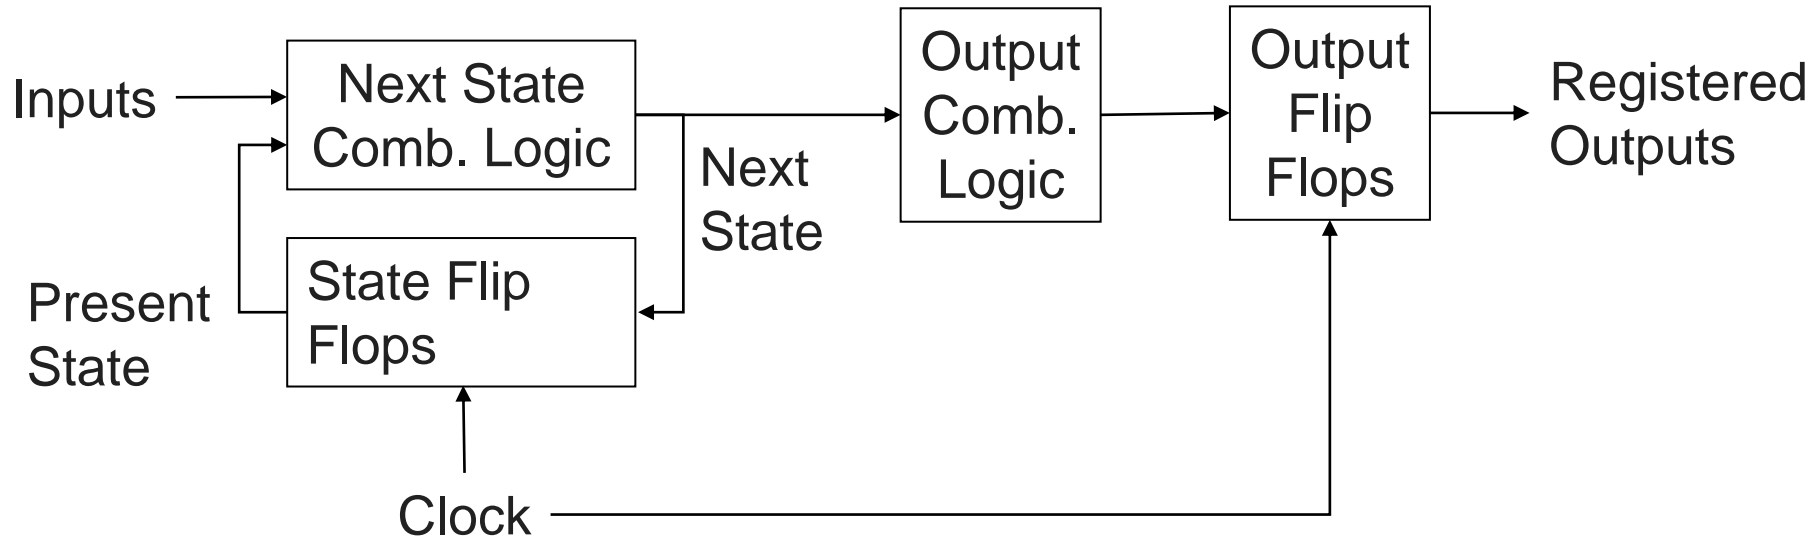 Inputs
Next State
Comb. Logic
Next
State
Output
Comb.
Logic
Output
Flip
Flops
Registered
Outputs
Present
State
State Flip
Flops
Clock